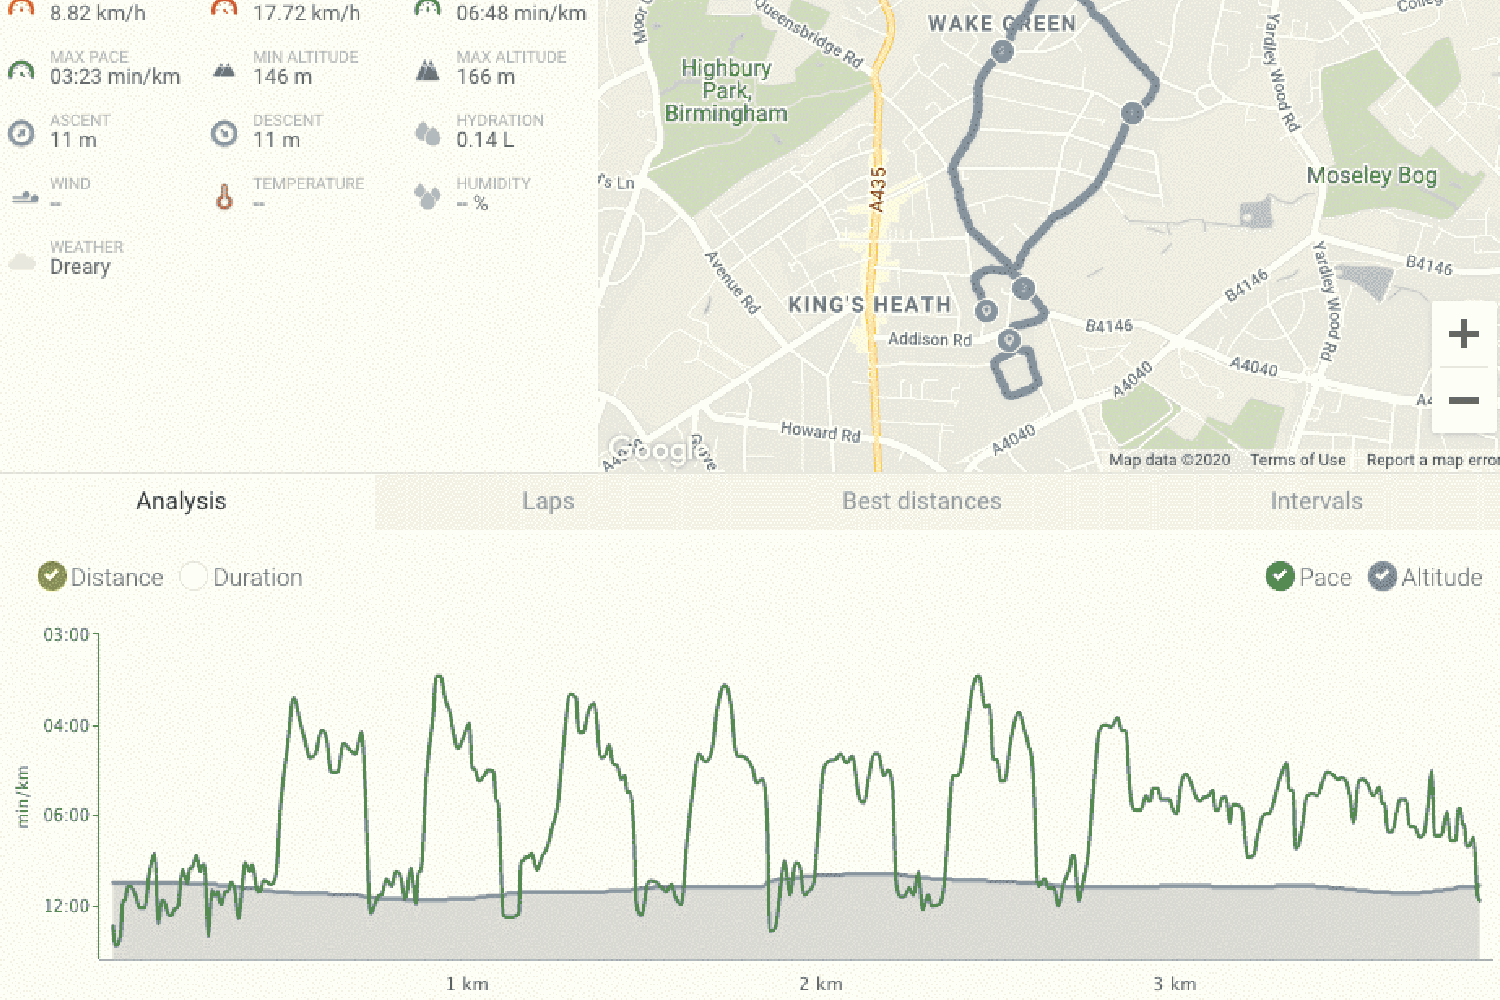 8.82 km/h
17.72 km/h
06:48 min/km
MAX PACE
03:23 min/km
MIN ALTITUDE
146 m
MAX ALTITUDE
166 m
ASCENT
11 m
DESCENT
11 m
HYDRATION
0.14 L
WIND
--
TEMPERATURE
--
HUMIDITY
-- %
WEATHER
Dreary
Queensbridge Rd
WAKE GREEN
Highbury
Park,
Birmingham
Yardley Wood Rd
Moseley Bog
A435
's Ln
Avenue Rd
KING'S HEATH
Addison Rd
B4146
B4146
B4146
Yardley Wood Rd
A4040
A4040
A4040
Howard Rd
Google
Map data ©2020
Terms of Use
Report a map error
+
−
Analysis
Laps
Best distances
Intervals
Distance
Duration
Pace
Altitude
03:00
04:00
06:00
12:00
min/km
1 km
2 km
3 km